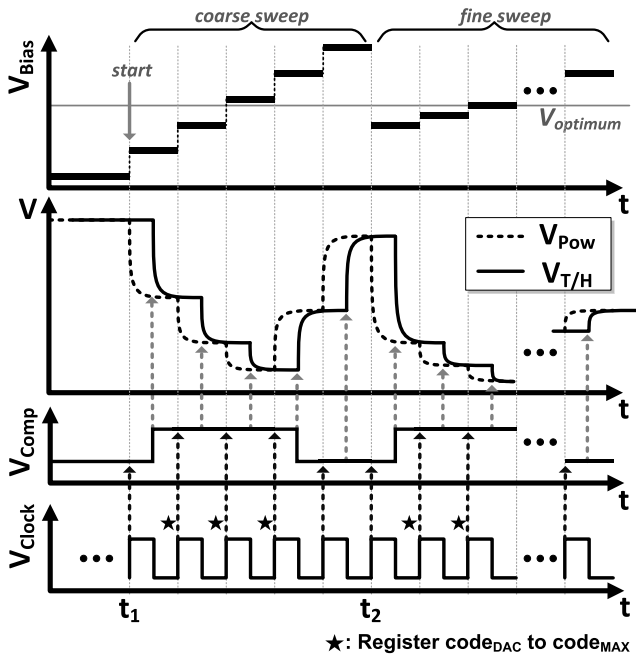 coarse sweep
fine sweep
V_Bias
start
V_optimum
t
V
V_Pow
V_T/H
t
V_Comp
t
V_Clock
t_1
t_2
t
★: Register code_DAC to code_MAX